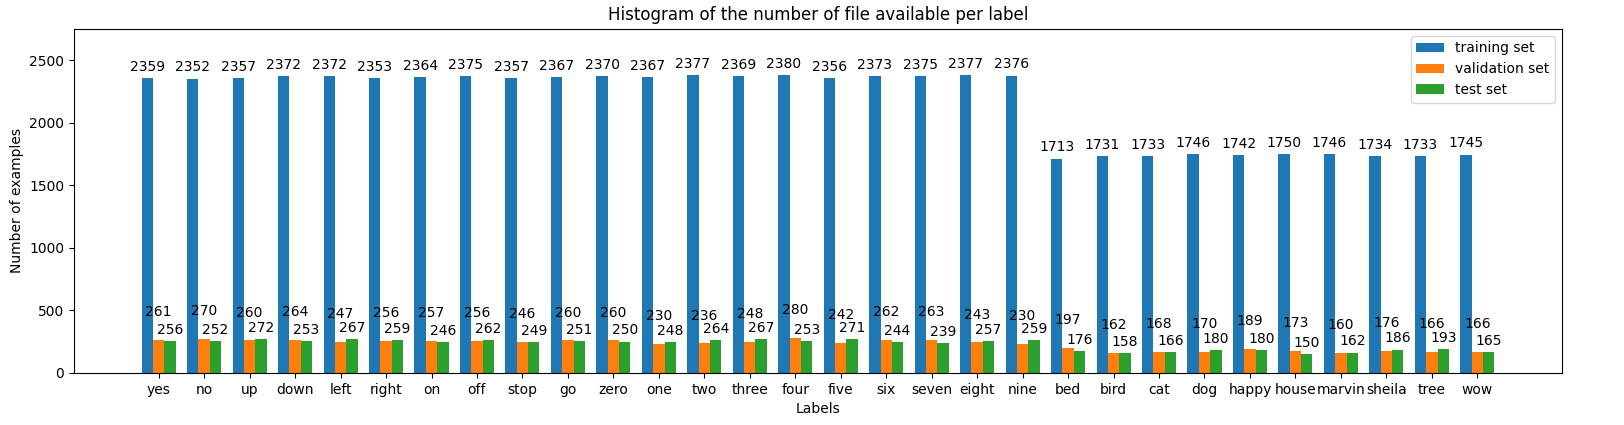 Histogram of the number of file available per label
training set
validation set
test set
Number of examples
2500
2000
1500
1000
500
0
2359 2352 2357 2372 2372 2353 2364 2375 2357 2367 2370 2367 2377 2369 2380 2356 2373 2375 2377 2376 1713 1731 1733 1746 1742 1750 1746 1734 1733 1745
261 270 260 264 247 256 257 256 246 260 260 230 236 248 280 242 262 263 243 230 197 162 168 170 189 173 160 176 166 166
256 252 272 253 267 259 246 262 249 251 250 248 264 267 253 271 244 239 257 259 176 158 166 180 180 150 162 186 193 165
yes no up down left right on off stop go zero one two three four five six seven eight nine bed bird cat dog happy house marvin sheila tree wow
Labels